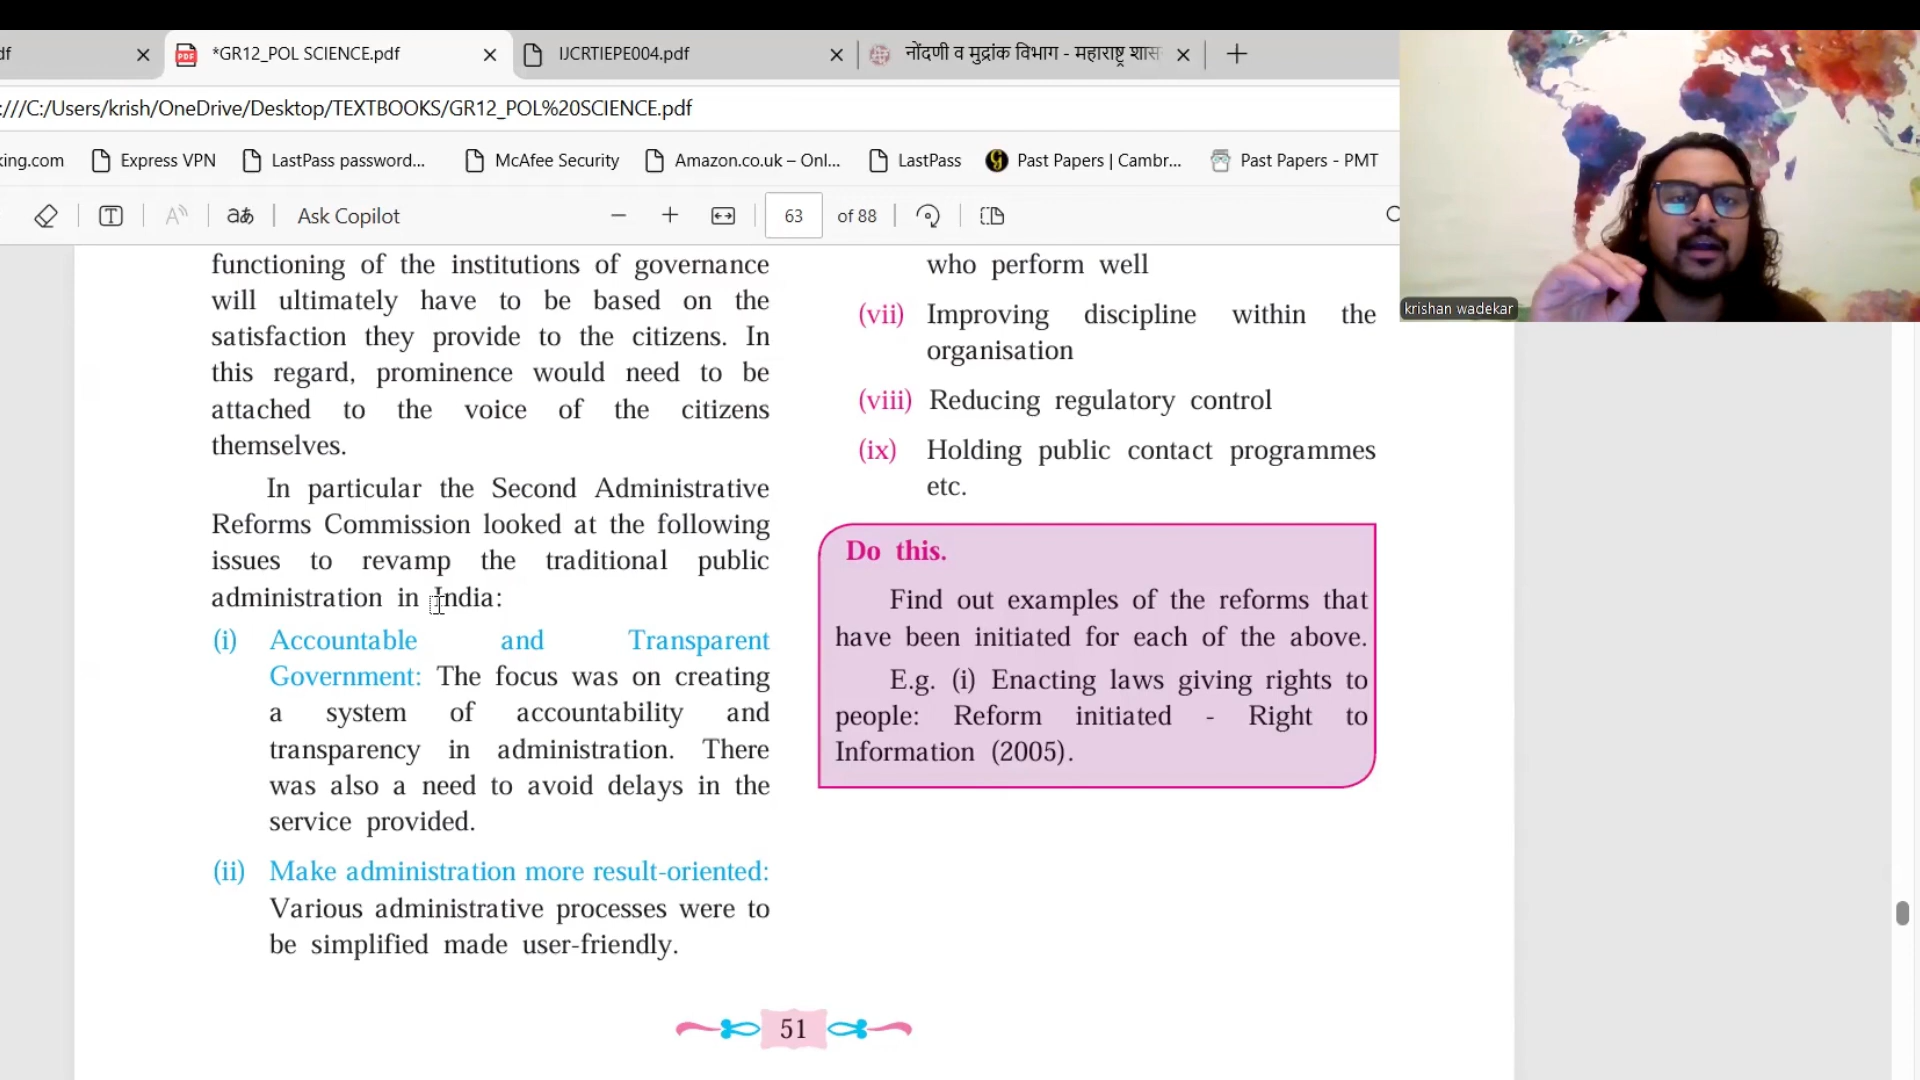 df
*GR12_POL SCIENCE.pdf
IJCRTIEPE004.pdf
नोंदणी व मुद्रांक विभाग - महाराष्ट्र शास
:///C:/Users/krish/OneDrive/Desktop/TEXTBOOKS/GR12_POL%20SCIENCE.pdf
king.com
Express VPN
LastPass password...
McAfee Security
Amazon.co.uk – Onl...
LastPass
Past Papers | Cambr...
Past Papers - PMT
Ask Copilot
63
of 88
krishan wadekar
functioning of the institutions of governance
will ultimately have to be based on the
satisfaction they provide to the citizens. In
this regard, prominence would need to be
attached to the voice of the citizens
themselves.
In particular the Second Administrative
Reforms Commission looked at the following
issues to revamp the traditional public
administration in India:
(i) Accountable and Transparent
Government: The focus was on creating
a system of accountability and
transparency in administration. There
was also a need to avoid delays in the
service provided.
(ii) Make administration more result-oriented:
Various administrative processes were to
be simplified made user-friendly.
who perform well
(vii) Improving discipline within the
organisation
(viii) Reducing regulatory control
(ix) Holding public contact programmes
etc.
Do this.
Find out examples of the reforms that
have been initiated for each of the above.
E.g. (i) Enacting laws giving rights to
people: Reform initiated - Right to
Information (2005).
51